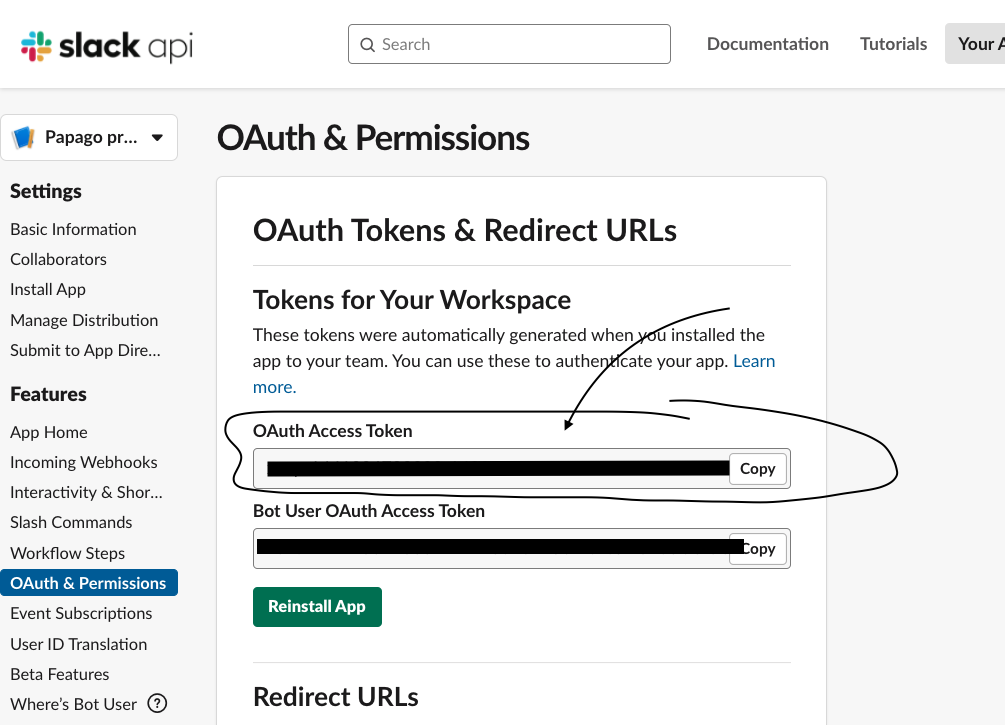 slack api
Search
Documentation
Tutorials
Your A
Papago pr...
Settings
Basic Information
Collaborators
Install App
Manage Distribution
Submit to App Dire...
Features
App Home
Incoming Webhooks
Interactivity & Shor...
Slash Commands
Workflow Steps
OAuth & Permissions
Event Subscriptions
User ID Translation
Beta Features
Where's Bot User ?
OAuth & Permissions
OAuth Tokens & Redirect URLs
Tokens for Your Workspace
These tokens were automatically generated when you installed the
app to your team. You can use these to authenticate your app. Learn
more.
OAuth Access Token
Copy
Bot User OAuth Access Token
Copy
Reinstall App
Redirect URLs